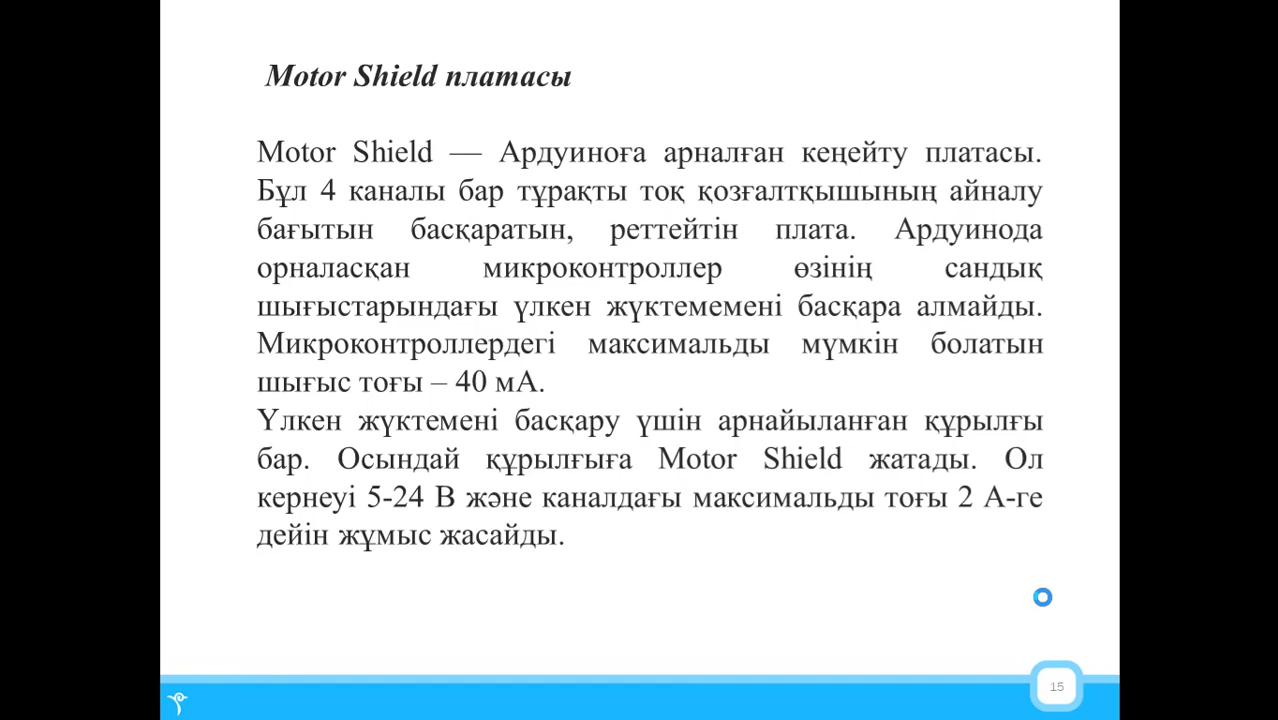 Motor Shield платасы
Motor Shield — Ардуиноға арналған кеңейту платасы.
Бұл 4 каналы бар тұрақты тоқ қозғалтқышының айналу
бағытын басқаратын, реттейтін плата. Ардуинода
орналасқан микроконтроллер өзінің сандық
шығыстарындағы үлкен жүктемемені басқара алмайды.
Микроконтроллердегі максимальды мүмкін болатын
шығыс тоғы – 40 мА.
Үлкен жүктемені басқару үшін арнайыланған құрылғы
бар. Осындай құрылғыға Motor Shield жатады. Ол
кернеуі 5-24 В және каналдағы максимальды тоғы 2 А-ге
дейін жұмыс жасайды.
15